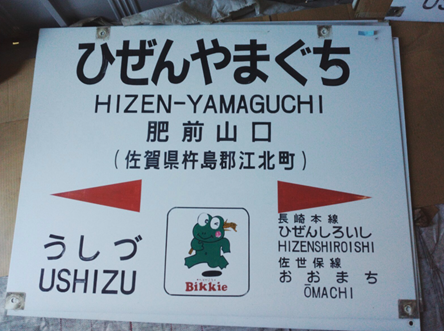 ひぜんやまぐち
HIZEN-YAMAGUCHI
肥前山口
(佐賀県杵島郡江北町)
うしづ
USHIZU
Bikkie
長崎本線
ひぜんしろいし
HIZENSHIROISHI
佐世保線
おおまち
ŌMACHI